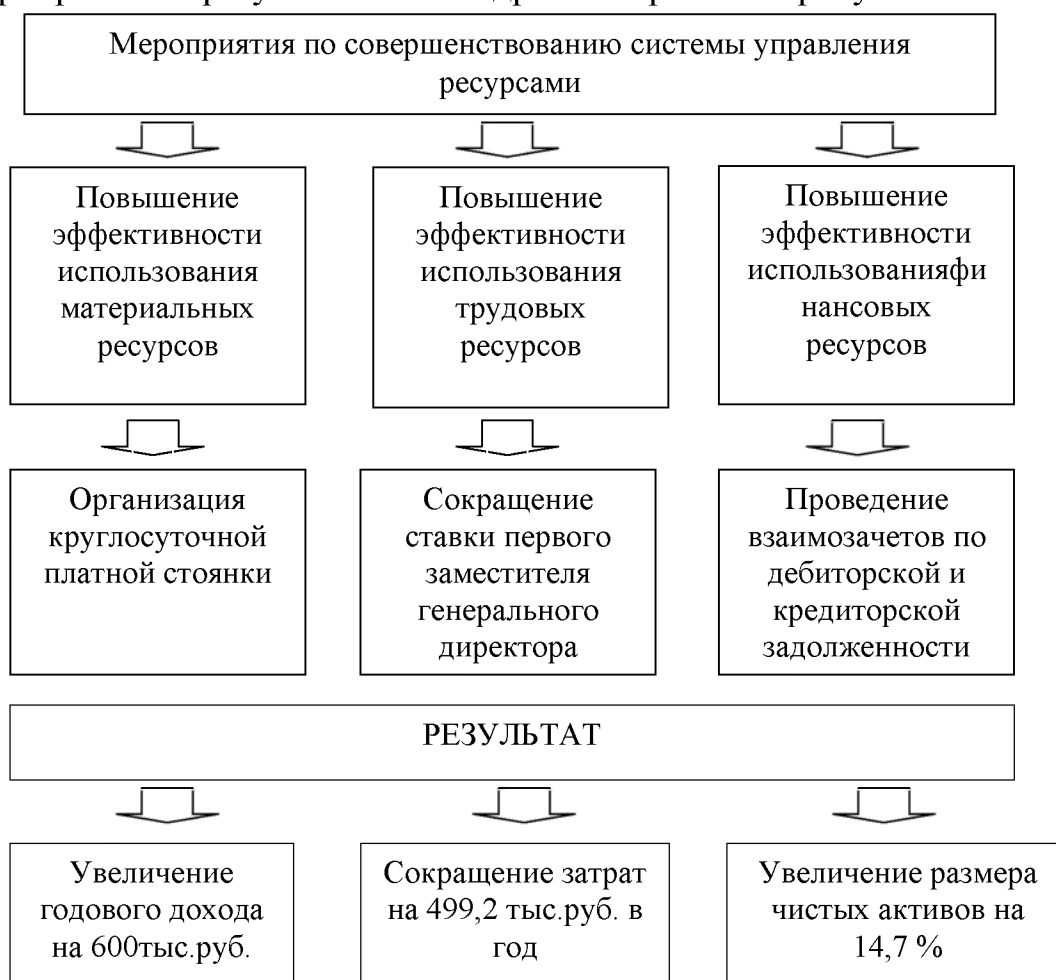 Мероприятия по совершенствованию системы управления
ресурсами
Повышение
эффективности
использования
материальных
ресурсов
Повышение
эффективности
использования
трудовых
ресурсов
Повышение
эффективности
использованияфи
нансовых
ресурсов
Организация
круглосуточной
платной стоянки
Сокращение
ставки первого
заместителя
генерального
директора
Проведение
взаимозачетов по
дебиторской и
кредиторской
задолженности
РЕЗУЛЬТАТ
Увеличение
годового дохода
на 600тыс.руб.
Сокращение затрат
на 499,2 тыс.руб. в
год
Увеличение размера
чистых активов на
14,7 %